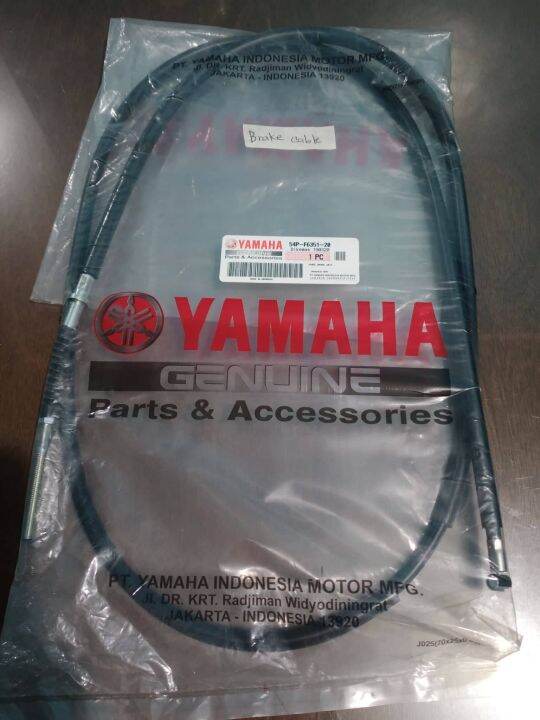 PT. YAMAHA INDONESIA MOTOR MFG.
Jl. DR. KRT. Radjiman Widyodiningrat
JAKARTA - INDONESIA 13920
Brake cable
YAMAHA
54P-F6351-20
Parts & Accessories
1 PC
YAMAHA
GENUINE
Parts & Accessories
PT. YAMAHA INDONESIA MOTOR MFG.
Jl. DR. KRT. Radjiman Widyodiningrat
JAKARTA - INDONESIA 13920